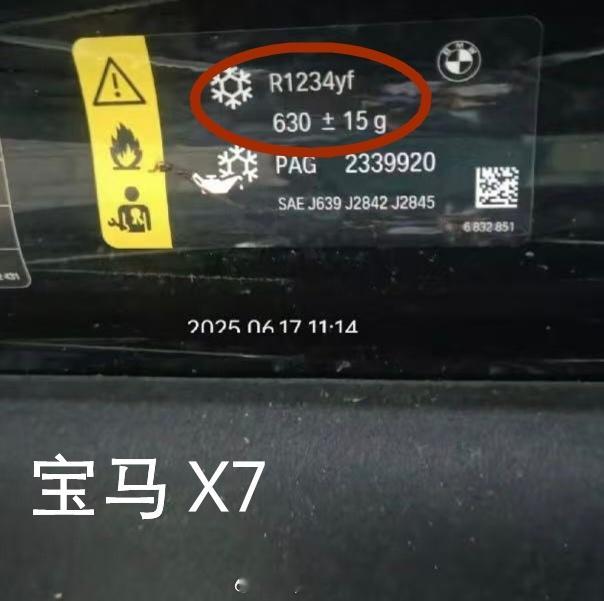 BMW
R1234yf
630 ± 15 g
PAG 2339920
SAE J639 J2842 J2845
6 832 851
2025.06.17 11:14
宝马 X7